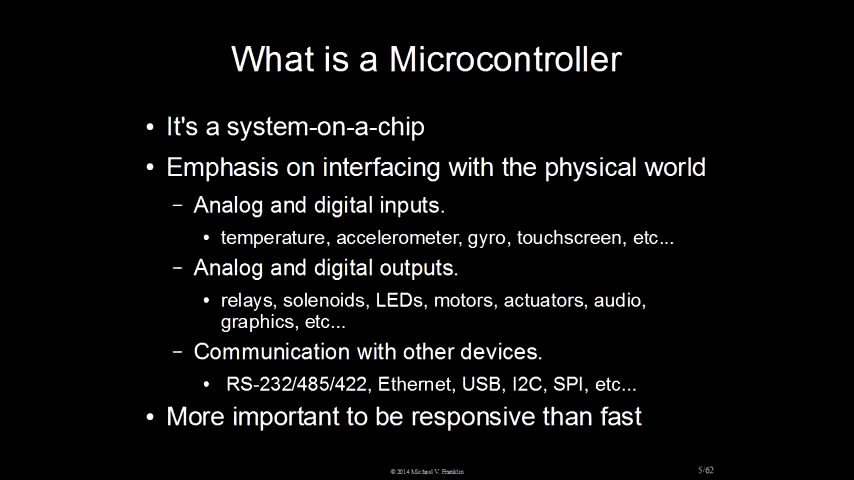 What is a Microcontroller
• It's a system-on-a-chip
• Emphasis on interfacing with the physical world
– Analog and digital inputs.
• temperature, accelerometer, gyro, touchscreen, etc...
– Analog and digital outputs.
• relays, solenoids, LEDs, motors, actuators, audio,
graphics, etc...
– Communication with other devices.
• RS-232/485/422, Ethernet, USB, I2C, SPI, etc...
• More important to be responsive than fast
© 2014 Michael V. Franklin
5/62